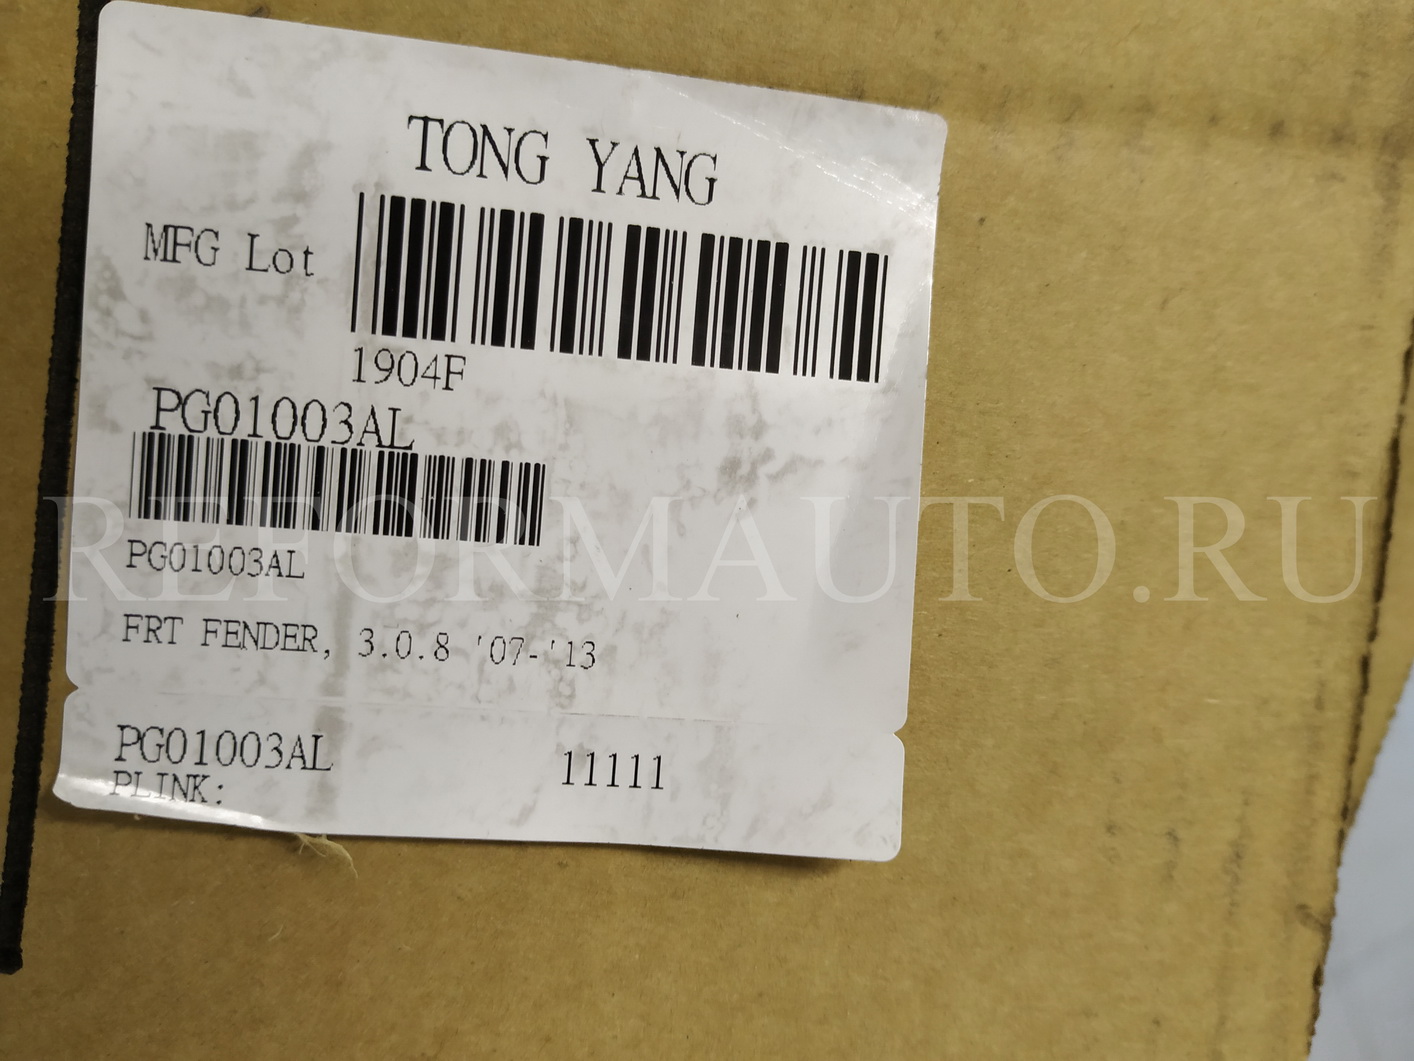 TONG YANG
MFG Lot
1904F
PG01003AL
PG01003AL
FRT FENDER, 3.0.8 '07-'13
PG01003AL 11111
PLINK:
REFORMAUTO.RU